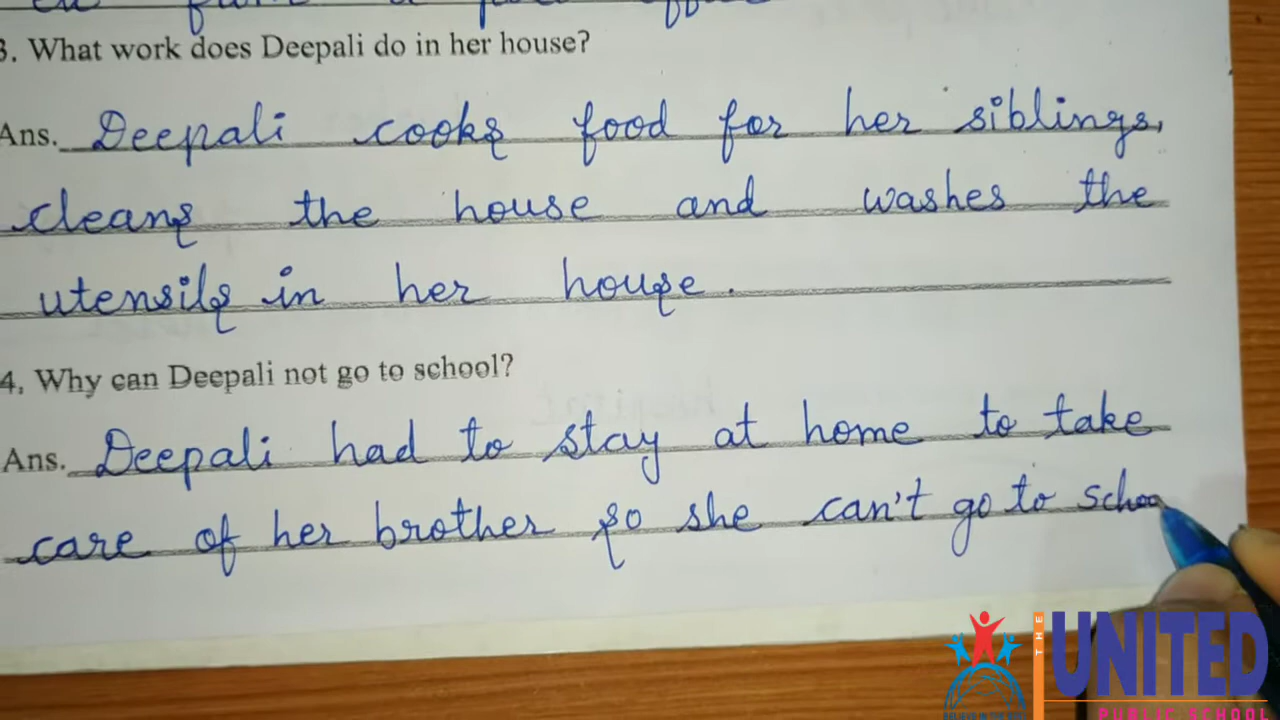 3. What work does Deepali do in her house?
Ans. Deepali cooks food for her siblings,
cleans the house and washes the
utensils in her house.
4. Why can Deepali not go to school?
Ans. Deepali had to stay at home to take
care of her brother so she can't go to schoo
THE UNITED
PUBLIC SCHOOL